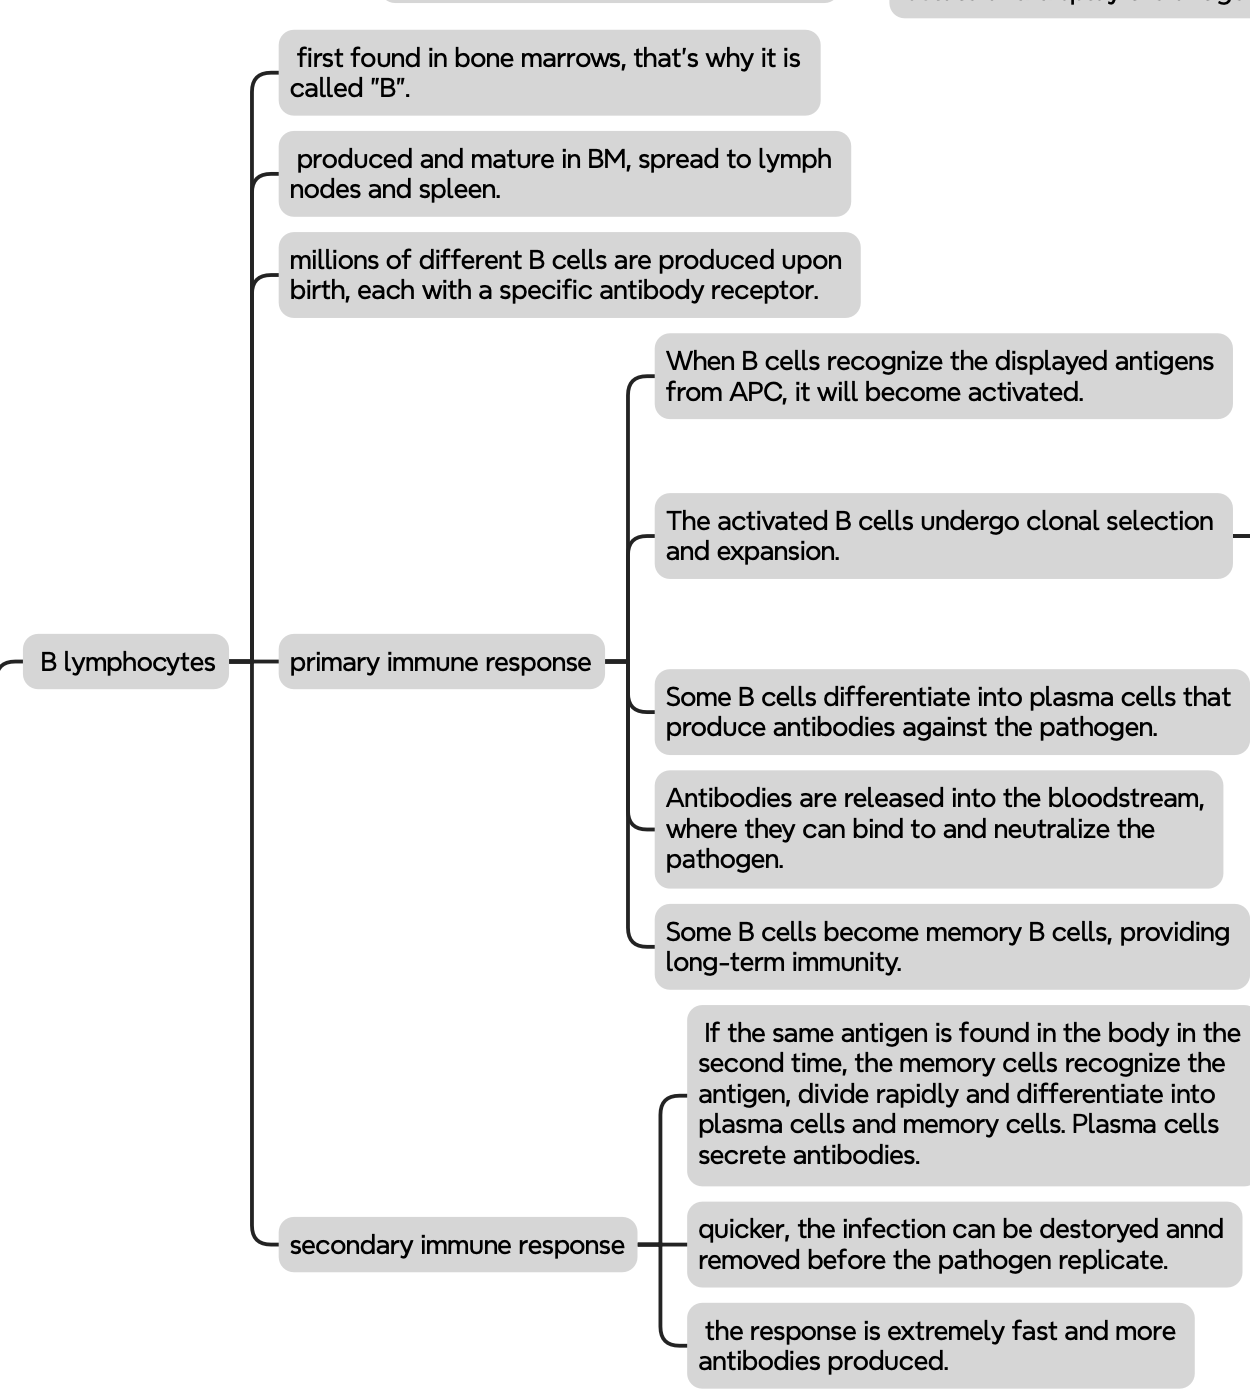 first found in bone marrows, that's why it is
called "B".
produced and mature in BM, spread to lymph
nodes and spleen.
millions of different B cells are produced upon
birth, each with a specific antibody receptor.
When B cells recognize the displayed antigens
from APC, it will become activated.
The activated B cells undergo clonal selection
and expansion.
B lymphocytes
primary immune response
Some B cells differentiate into plasma cells that
produce antibodies against the pathogen.
Antibodies are released into the bloodstream,
where they can bind to and neutralize the
pathogen.
Some B cells become memory B cells, providing
long-term immunity.
If the same antigen is found in the body in the
second time, the memory cells recognize the
antigen, divide rapidly and differentiate into
plasma cells and memory cells. Plasma cells
secrete antibodies.
secondary immune response
quicker, the infection can be destoryed annd
removed before the pathogen replicate.
the response is extremely fast and more
antibodies produced.